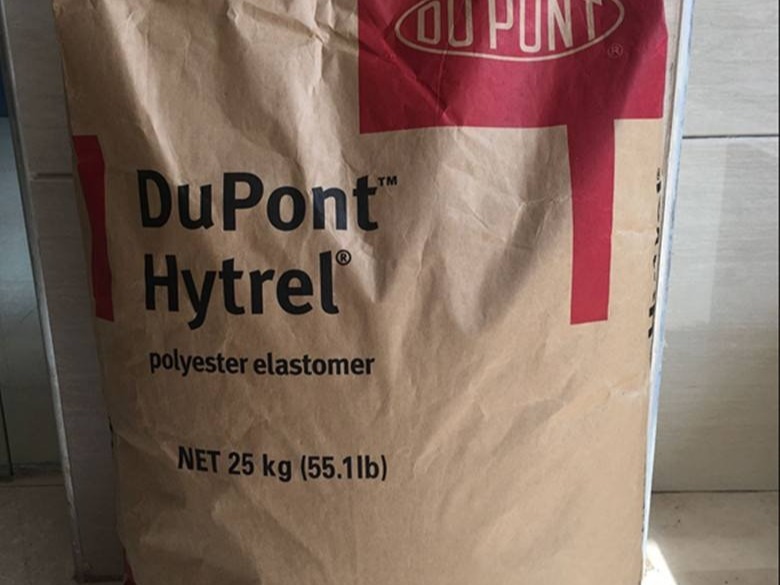 DU PONT®
DuPont™
Hytrel®
polyester elastomer
NET 25 kg (55.1lb)